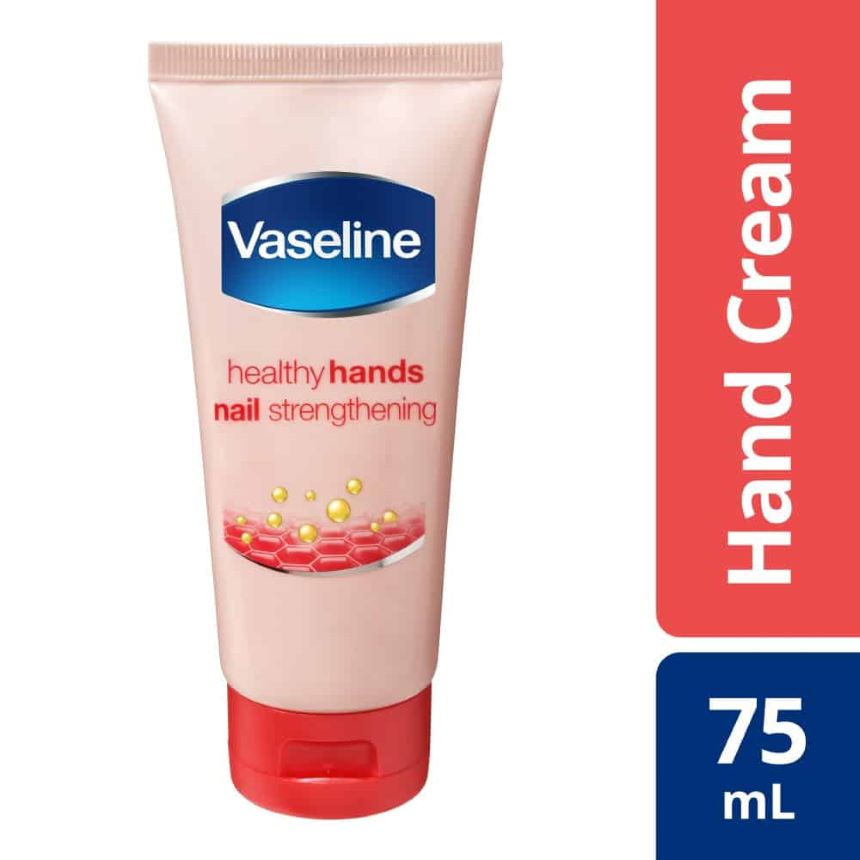 Vaseline
healthy hands
nail strengthening
Hand Cream
75
mL